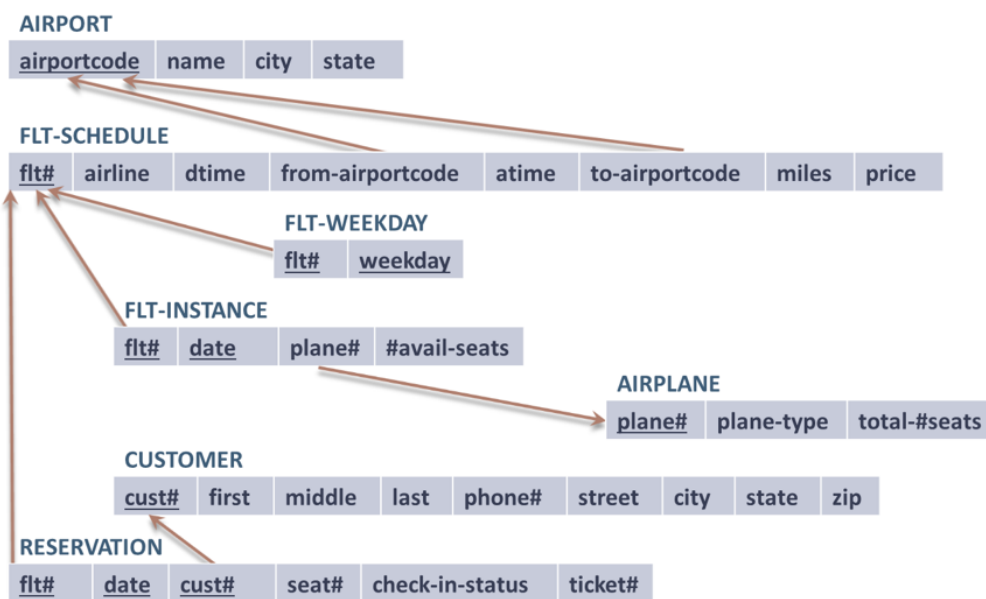 AIRPORT
airportcode name city state
FLT-SCHEDULE
flt# airline dtime from-airportcode atime to-airportcode miles price
FLT-WEEKDAY
flt# weekday
FLT-INSTANCE
flt# date plane# #avail-seats
AIRPLANE
plane# plane-type total-#seats
CUSTOMER
cust# first middle last phone# street city state zip
RESERVATION
flt# date cust# seat# check-in-status ticket#